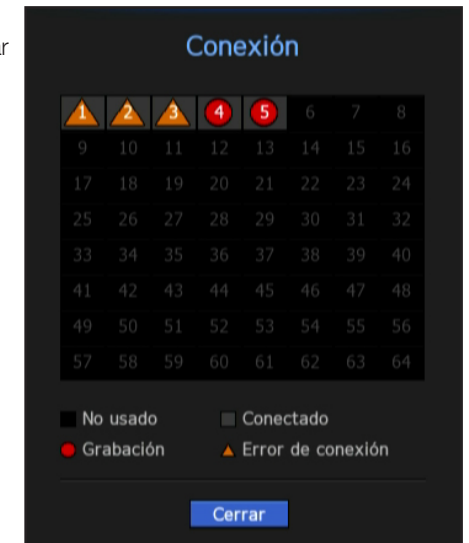 ar
Conexión
1 2 3 4 5 6 7 8
9 10 11 12 13 14 15 16
17 18 19 20 21 22 23 24
25 26 27 28 29 30 31 32
33 34 35 36 37 38 39 40
41 42 43 44 45 46 47 48
49 50 51 52 53 54 55 56
57 58 59 60 61 62 63 64
No usado Conectado
Grabación Error de conexión
Cerrar